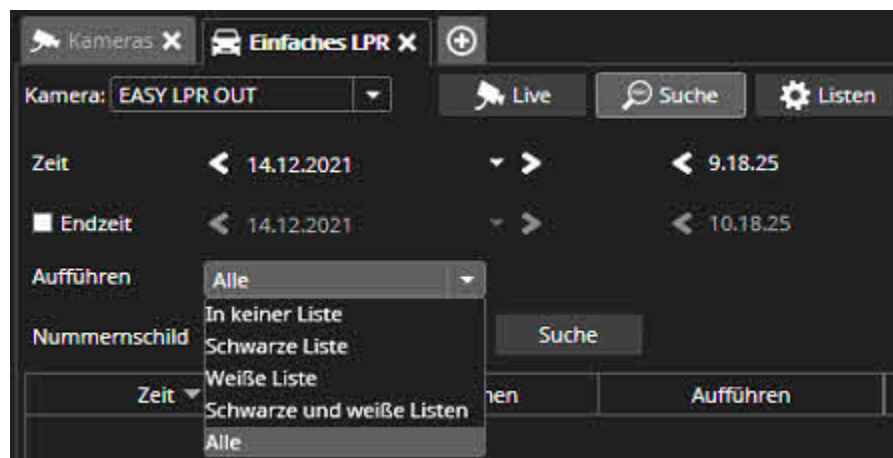 Kameras Einfaches LPR
Kamera: EASY LPR OUT Live Suche Listen
Zeit 14.12.2021 9.18.25
Endzeit 14.12.2021 10.18.25
Aufführen Alle
In keiner Liste
Nummernschild Suche
Schwarze Liste
Weiße Liste
Zeit Aufführen
Schwarze und weiße Listen
Alle